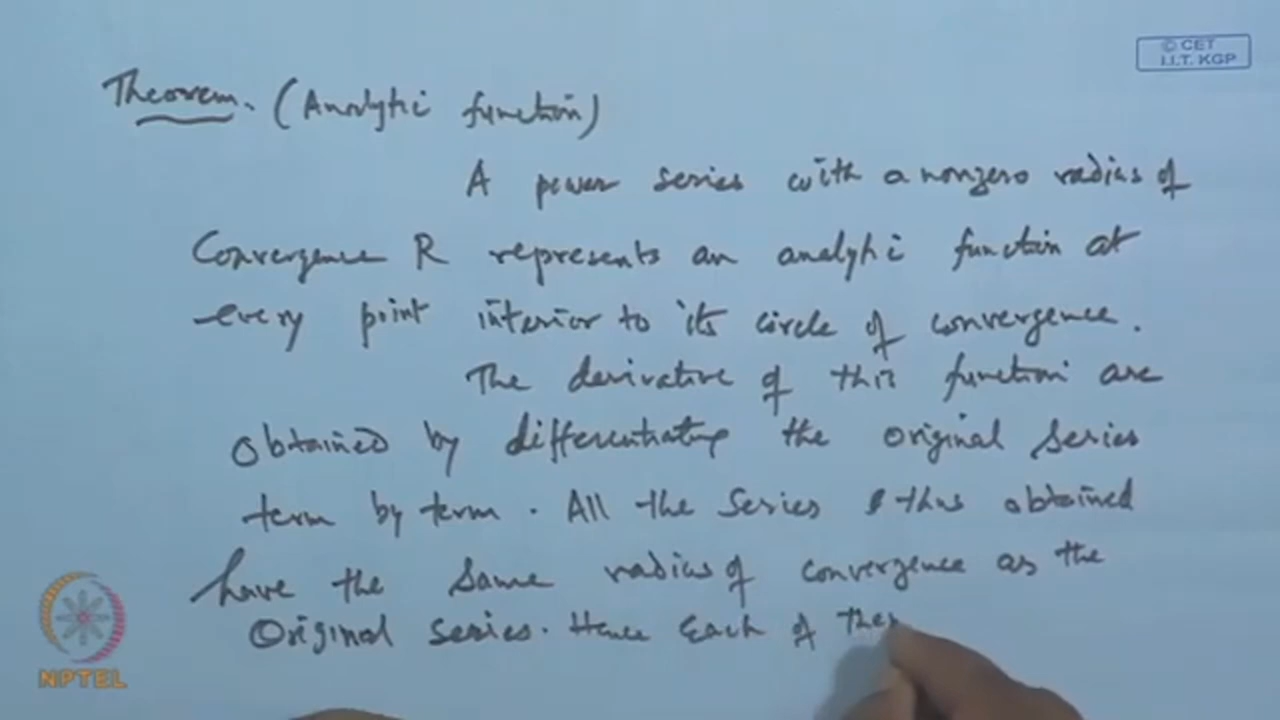 © CET
I.I.T. KGP
Theorem. (Analytic function)
A power series with a nonzero radius of
Convergence R represents an analytic function at
every point interior to its circle of convergence.
The derivative of this function are
obtained by differentiating the original series
term by term. All the series thus obtained
have the same radius of convergence as the
Original series. Hence Each of
NPTEL